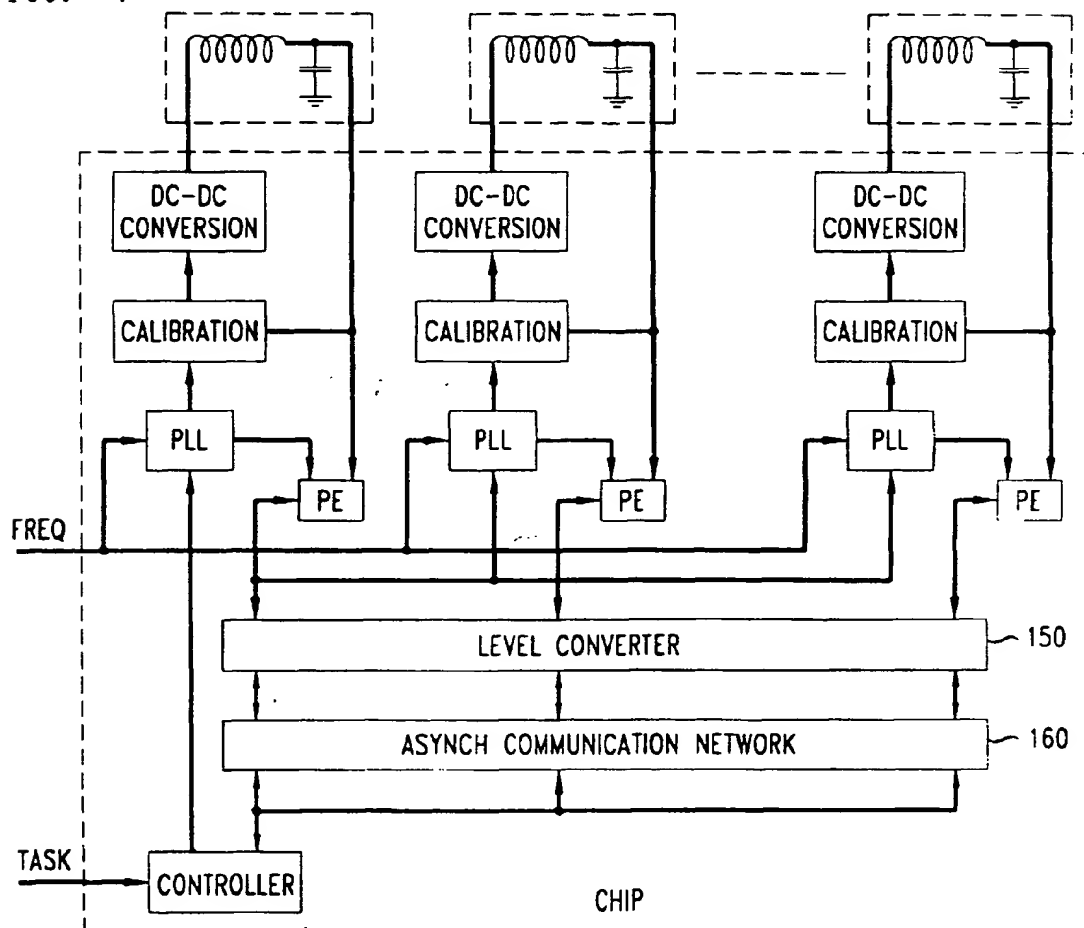 DC-DC
CONVERSION
DC-DC
CONVERSION
DC-DC
CONVERSION
CALIBRATION
CALIBRATION
CALIBRATION
PLL
PLL
PLL
PE
PE
PE
FREQ
LEVEL CONVERTER
150
ASYNCH COMMUNICATION NETWORK
160
TASK
CONTROLLER
CHIP